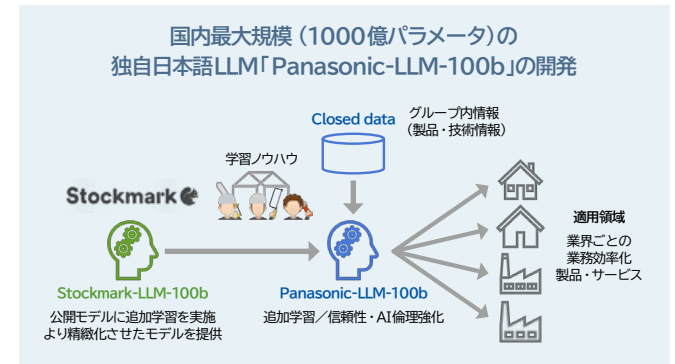 国内最大規模（1000億パラメータ）の
独自日本語LLM「Panasonic-LLM-100b」の開発
Closed data
グループ内情報
（製品・技術情報）
学習ノウハウ
Stockmark
適用領域
業界ごとの
業務効率化
製品・サービス
Stockmark-LLM-100b
公開モデルに追加学習を実施
より精緻化させたモデルを提供
Panasonic-LLM-100b
追加学習／信頼性・AI倫理強化